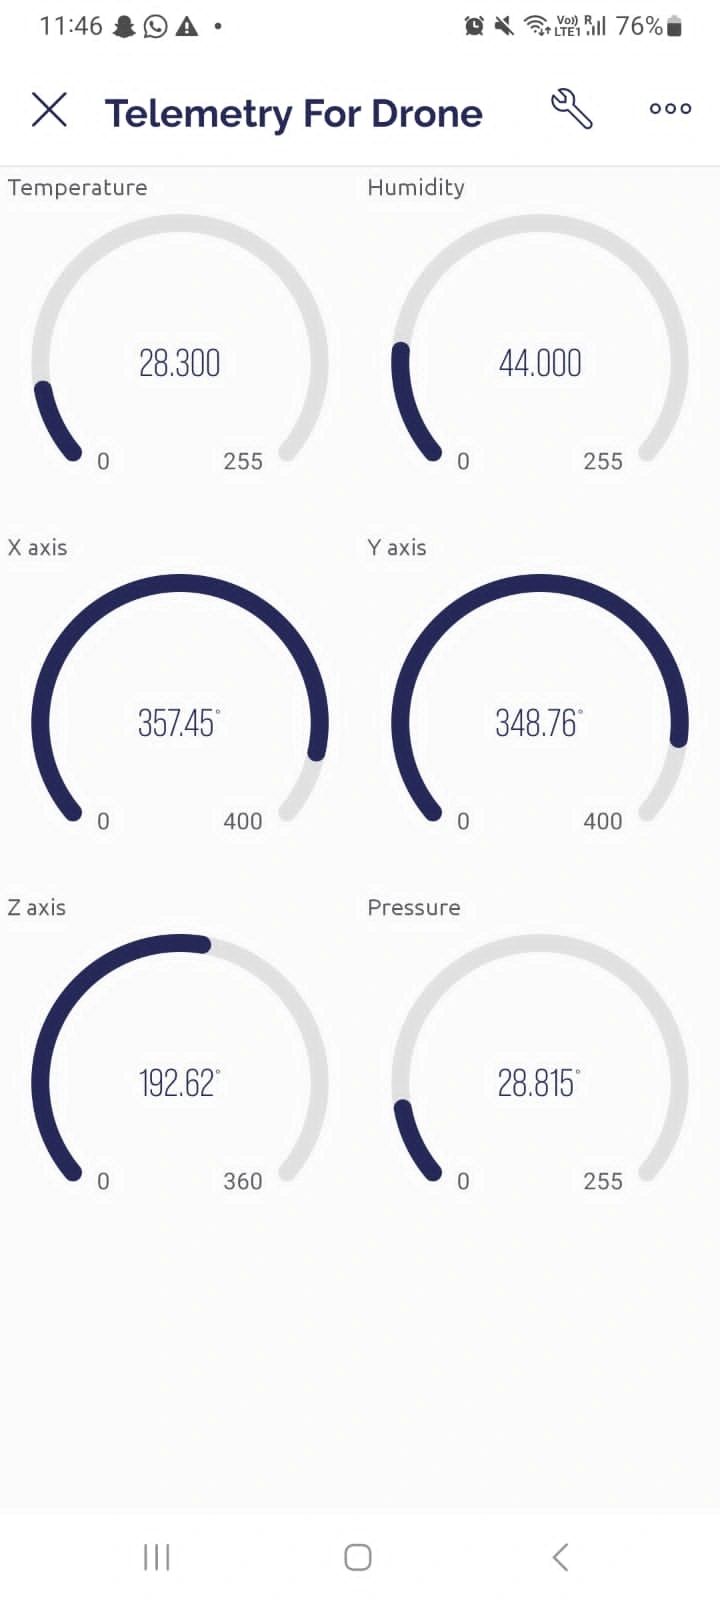 11:46 Vo)) R LTE1 76%
Telemetry For Drone
Temperature Humidity
28.300 44.000
0 255 0 255
X axis Y axis
357.45° 348.76°
0 400 0 400
Z axis Pressure
192.62° 28.815°
0 360 0 255